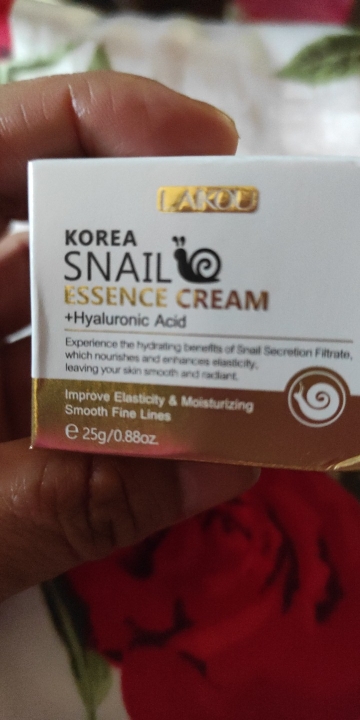 LAKOU
KOREA
SNAIL
ESSENCE CREAM
+Hyaluronic Acid
Experience the hydrating benefits of Snail Secretion Filtrate,
which nourishes and enhances elasticity,
leaving your skin smooth and radiant.
Improve Elasticity & Moisturizing
Smooth Fine Lines
e 25g/0.88oz.